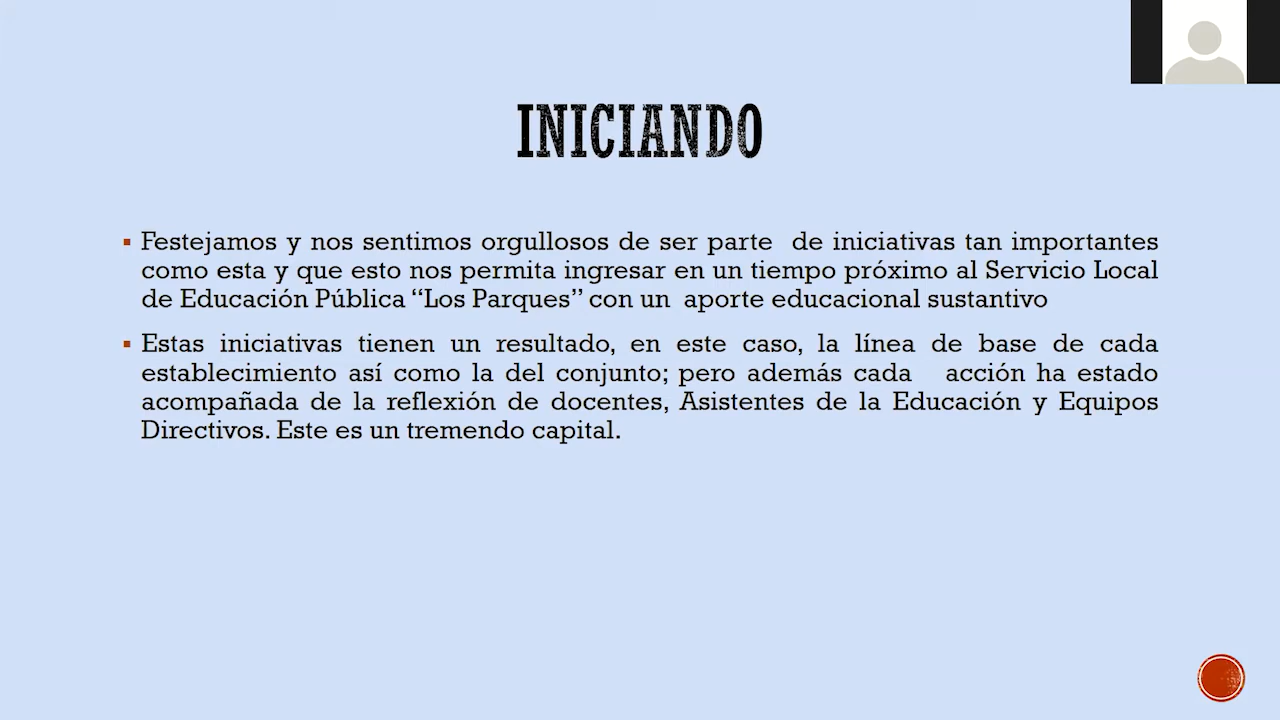 INICIANDO
Festejamos y nos sentimos orgullosos de ser parte de iniciativas tan importantes
como esta y que esto nos permita ingresar en un tiempo próximo al Servicio Local
de Educación Pública “Los Parques” con un aporte educacional sustantivo
Estas iniciativas tienen un resultado, en este caso, la línea de base de cada
establecimiento así como la del conjunto; pero además cada acción ha estado
acompañada de la reflexión de docentes, Asistentes de la Educación y Equipos
Directivos. Este es un tremendo capital.